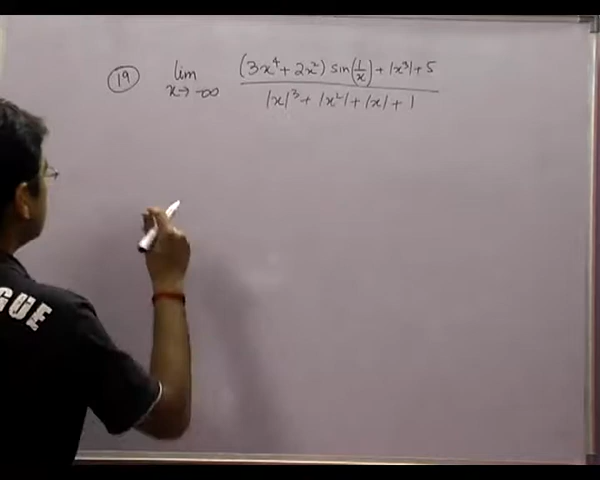 (19) lim x→-∞ (3x⁴+2x²) sin(1/x) + |x³| + 5
|x|³ + |x²| + |x| + 1
GUE